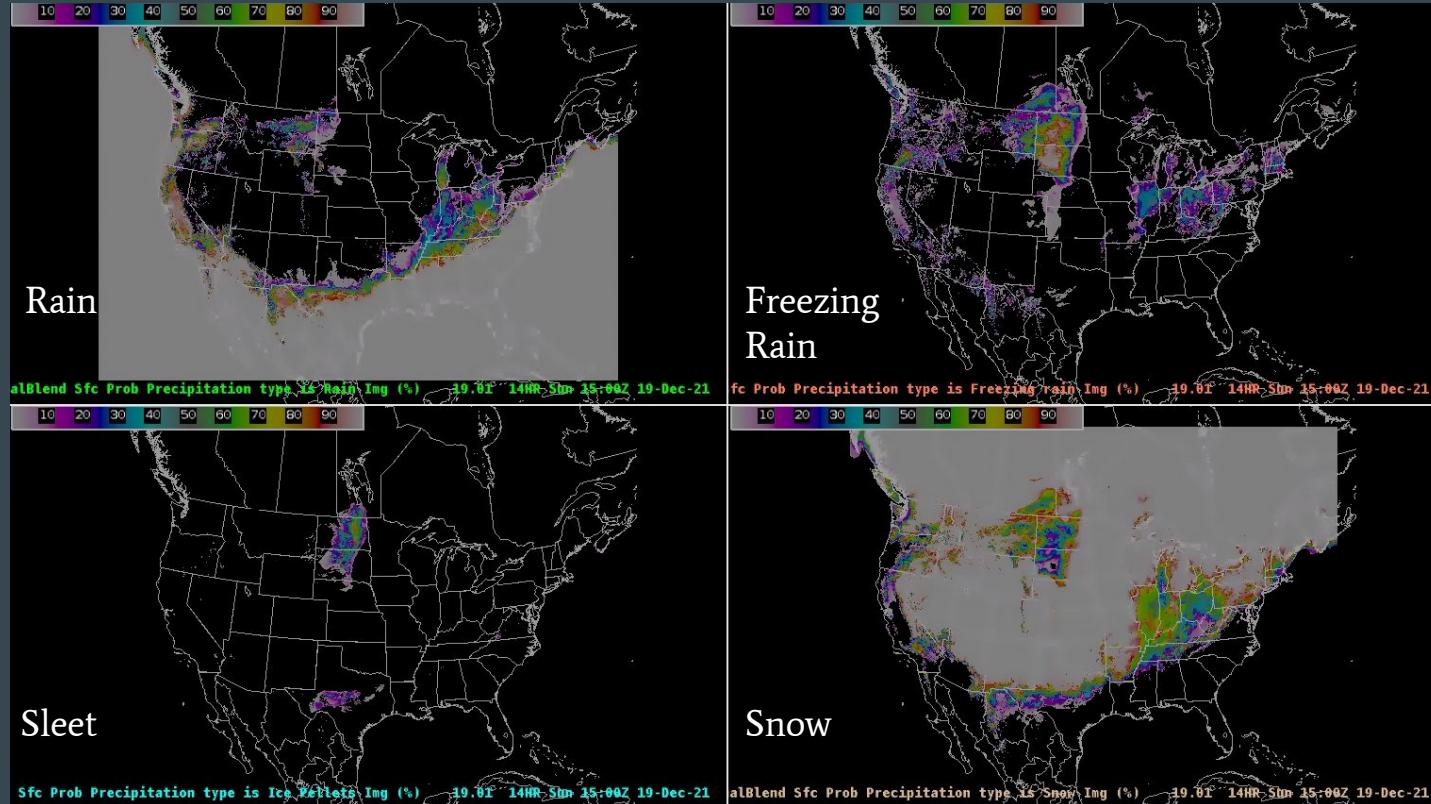 10 20 30 40 50 60 70 80 90
Rain
alBlend Sfc Prob Precipitation type is Rain Img (%) 19.01 14HR Sun 15:00Z 19-Dec-21
10 20 30 40 50 60 70 80 90
Freezing
Rain
fc Prob Precipitation type is Freezing rain Img (%) 19.01 14HR Sun 15:00Z 19-Dec-21
10 20 30 40 50 60 70 80 90
Sleet
Sfc Prob Precipitation type is Ice Pellets Img (%) 19.01 14HR Sun 15:00Z 19-Dec-21
10 20 30 40 50 60 70 80 90
Snow
alBlend Sfc Prob Precipitation type is Snow Img (%) 19.01 14HR Sun 15:00Z 19-Dec-21